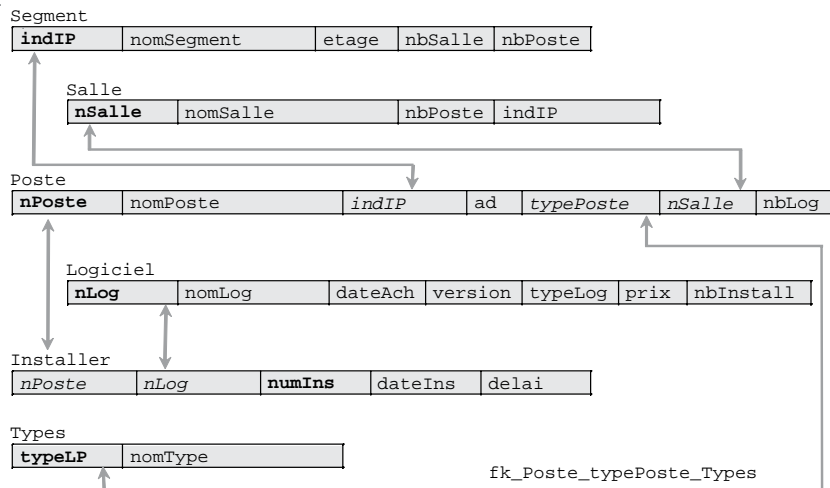 Segment
indIP nomSegment etage nbSalle nbPoste
Salle
nSalle nomSalle nbPoste indIP
Poste
nPoste nomPoste indIP ad typePoste nSalle nbLog
Logiciel
nLog nomLog dateAch version typeLog prix nbInstall
Installer
nPoste nLog numIns dateIns delai
Types
typeLP nomType
fk_Poste_typePoste_Types